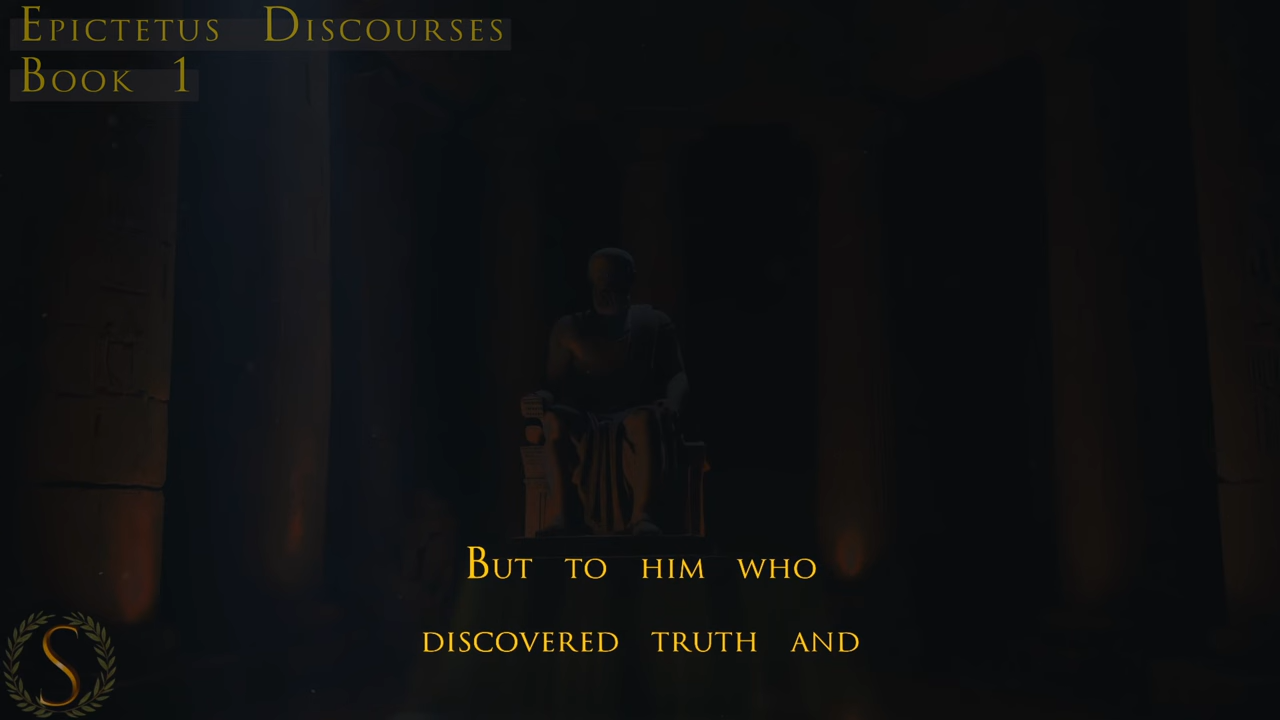 Epictetus Discourses
Book 1
But to him who
discovered truth and
S